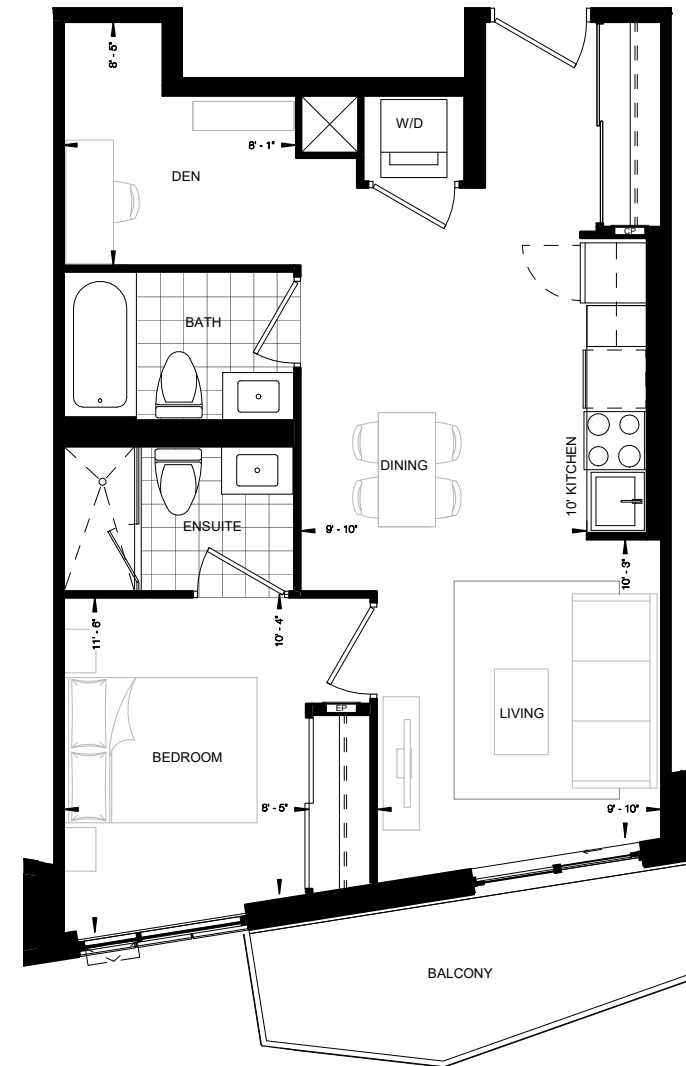 8' - 5"
W/D
8' - 1"
DEN
CP
BATH
DINING
10' KITCHEN
ENSUITE
9' - 10"
10' - 3"
11' - 6"
10' - 4"
EP
LIVING
BEDROOM
8' - 5"
9' - 10"
BALCONY